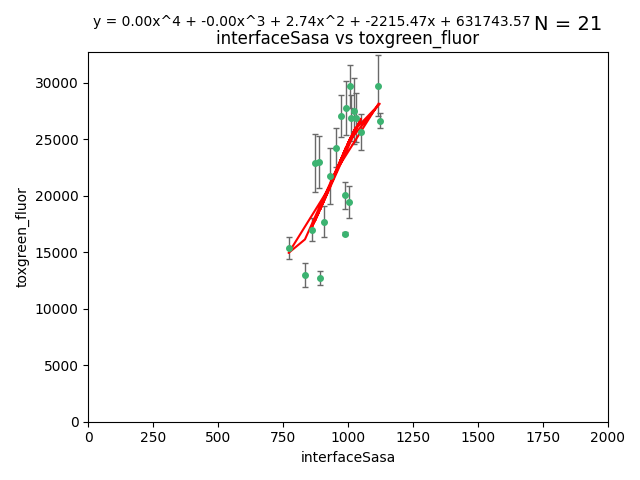 y = 0.00x^4 + -0.00x^3 + 2.74x^2 + -2215.47x + 631743.57 N = 21
interfaceSasa vs toxgreen_fluor
30000
25000
20000
15000
10000
5000
0
toxgreen_fluor
0 250 500 750 1000 1250 1500 1750 2000
interfaceSasa